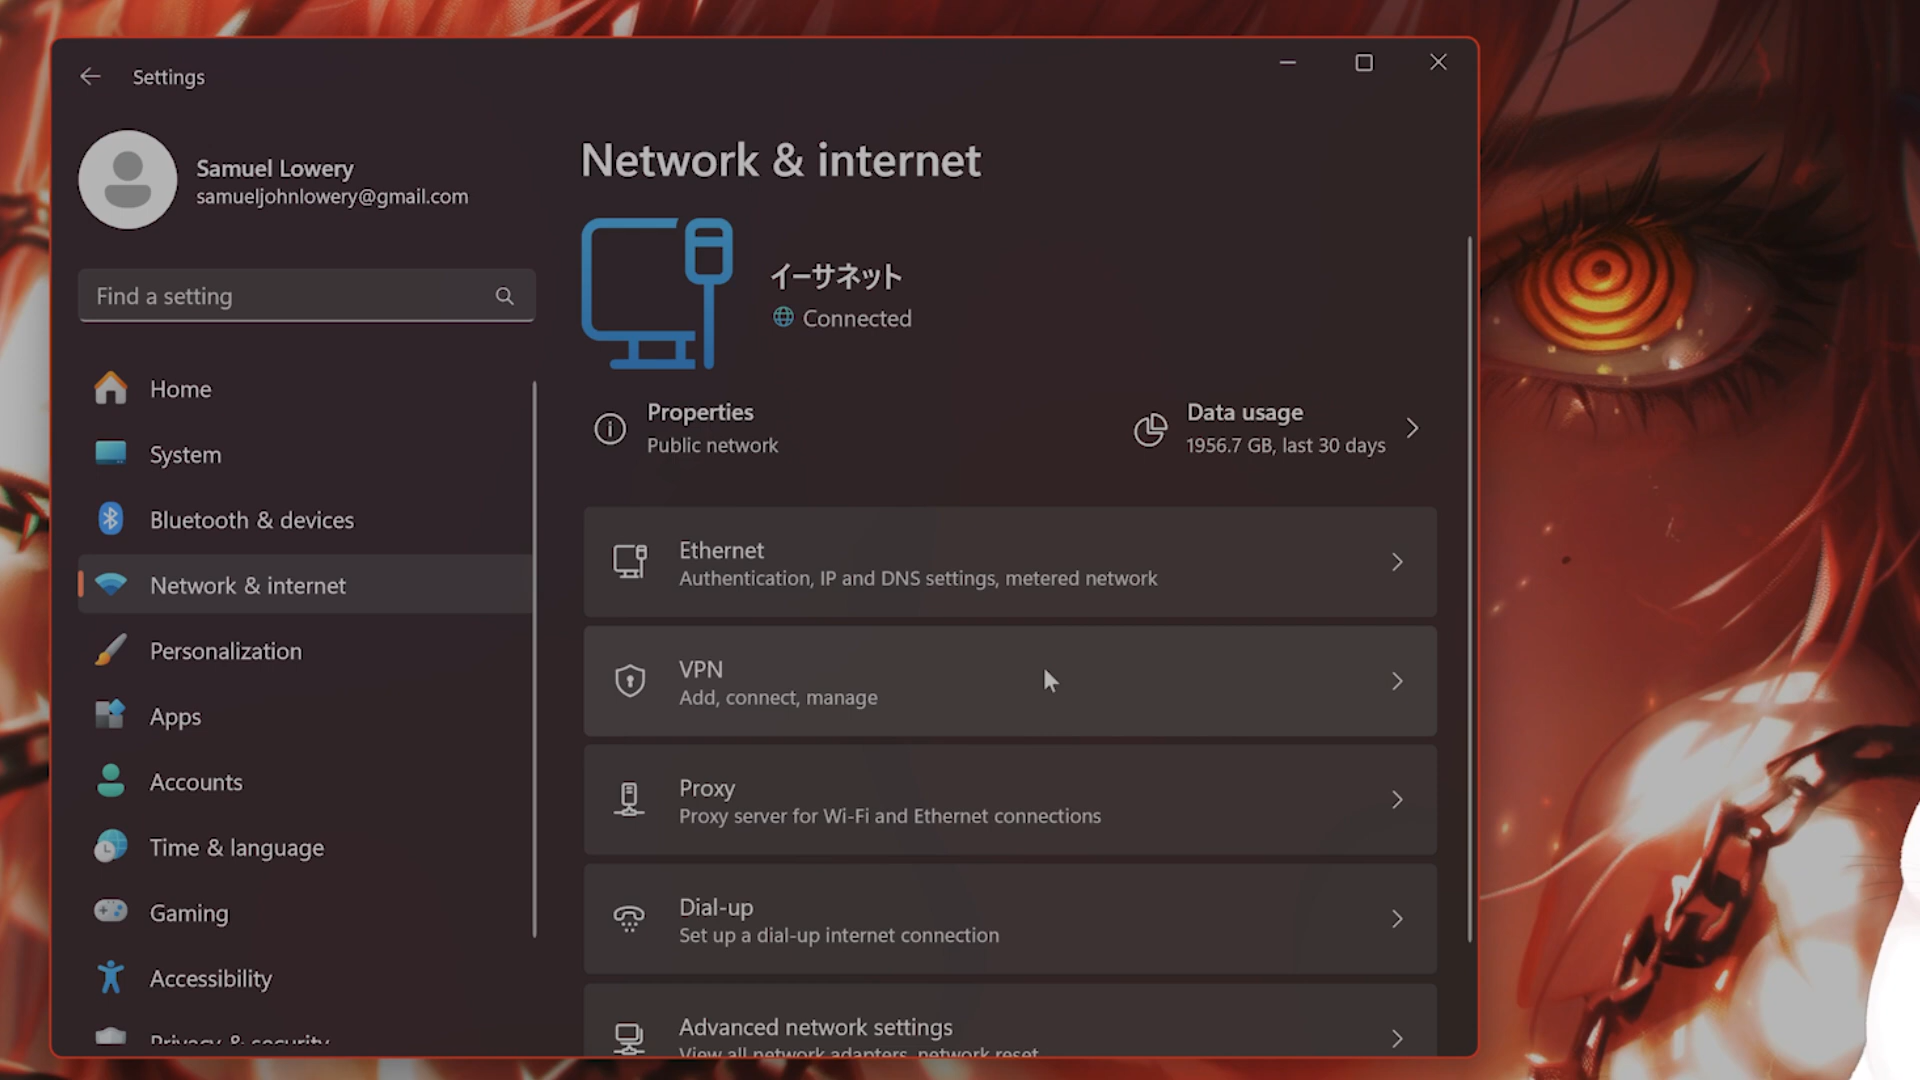 Settings
Samuel Lowery
samueljohnlowery@gmail.com
Find a setting
Home
System
Bluetooth & devices
Network & internet
Personalization
Apps
Accounts
Time & language
Gaming
Accessibility
Privacy & security
Network & internet
イーサネット
Connected
Properties
Public network
Data usage
1956.7 GB, last 30 days
Ethernet
Authentication, IP and DNS settings, metered network
VPN
Add, connect, manage
Proxy
Proxy server for Wi-Fi and Ethernet connections
Dial-up
Set up a dial-up internet connection
Advanced network settings
View all network adapters, network reset